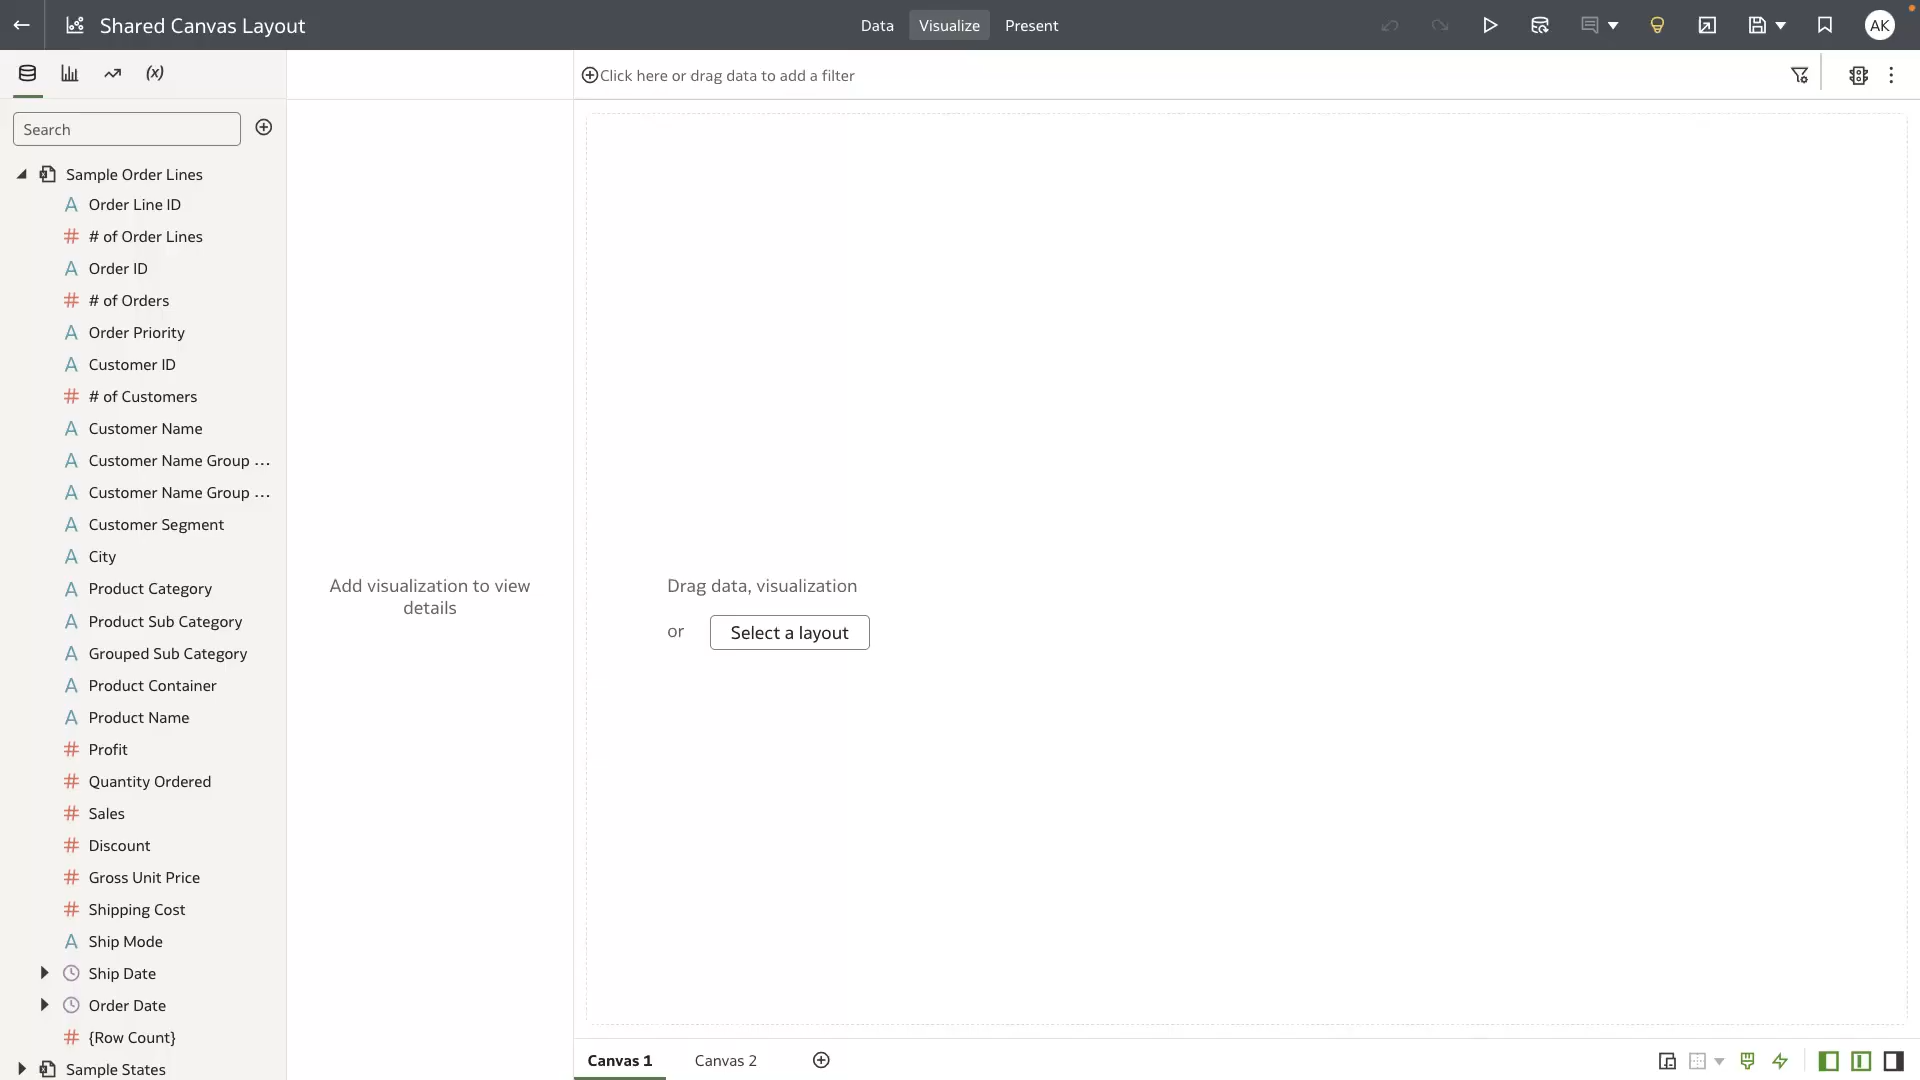 Shared Canvas Layout
Data
Visualize
Present
AK
(x)
Click here or drag data to add a filter
Search
Sample Order Lines
A Order Line ID
# # of Order Lines
A Order ID
# # of Orders
A Order Priority
A Customer ID
# # of Customers
A Customer Name
A Customer Name Group ...
A Customer Name Group ...
A Customer Segment
A City
A Product Category
A Product Sub Category
A Grouped Sub Category
A Product Container
A Product Name
# Profit
# Quantity Ordered
# Sales
# Discount
# Gross Unit Price
# Shipping Cost
A Ship Mode
Ship Date
Order Date
# {Row Count}
Sample States
Add visualization to view
details
Drag data, visualization
or
Select a layout
Canvas 1
Canvas 2